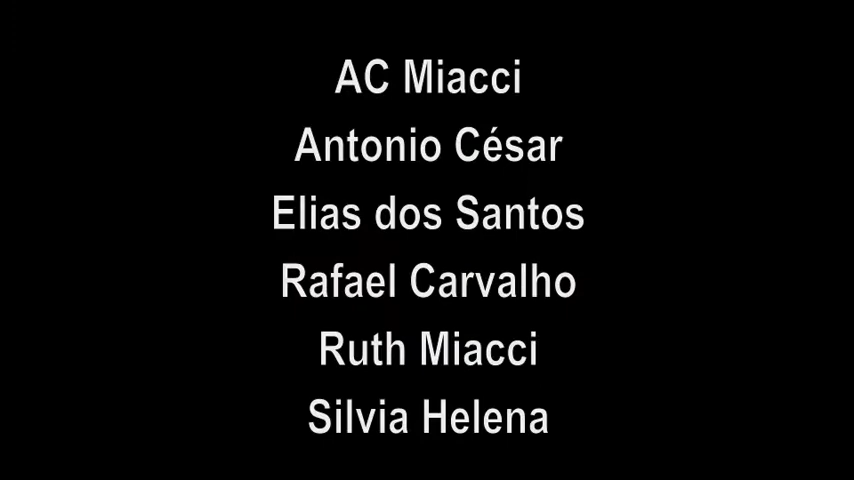 AC Miacci
Antonio César
Elias dos Santos
Rafael Carvalho
Ruth Miacci
Silvia Helena